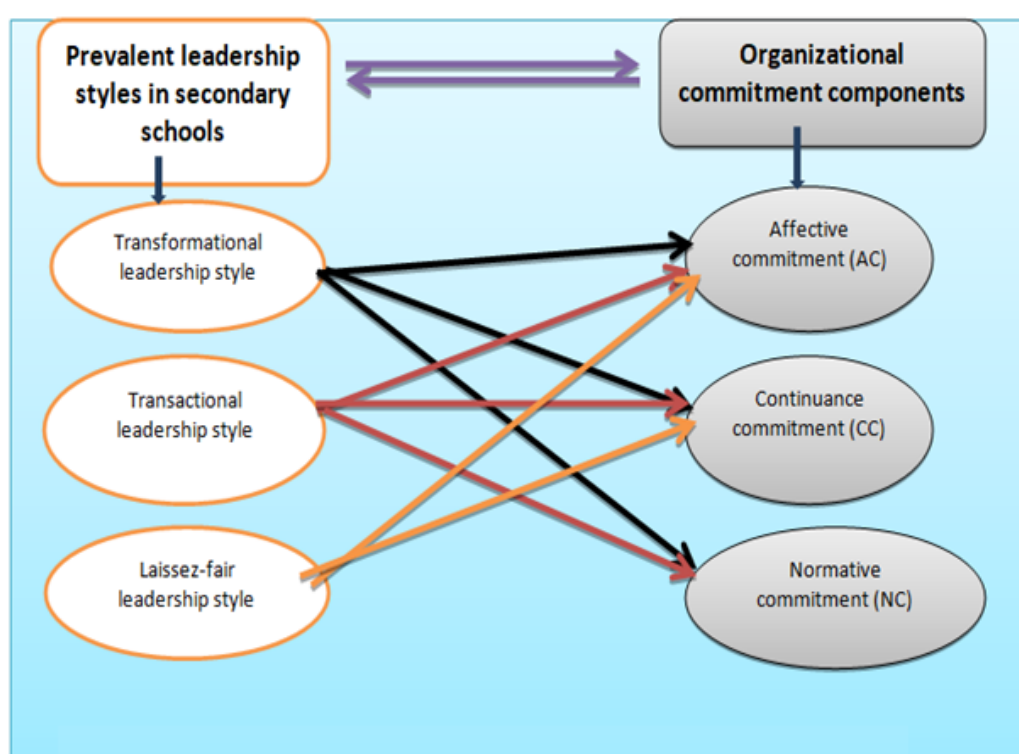 Prevalent leadership
styles in secondary
schools
Organizational
commitment components
Transformational
leadership style
Affective
commitment (AC)
Transactional
leadership style
Continuance
commitment (CC)
Laissez-fair
leadership style
Normative
commitment (NC)